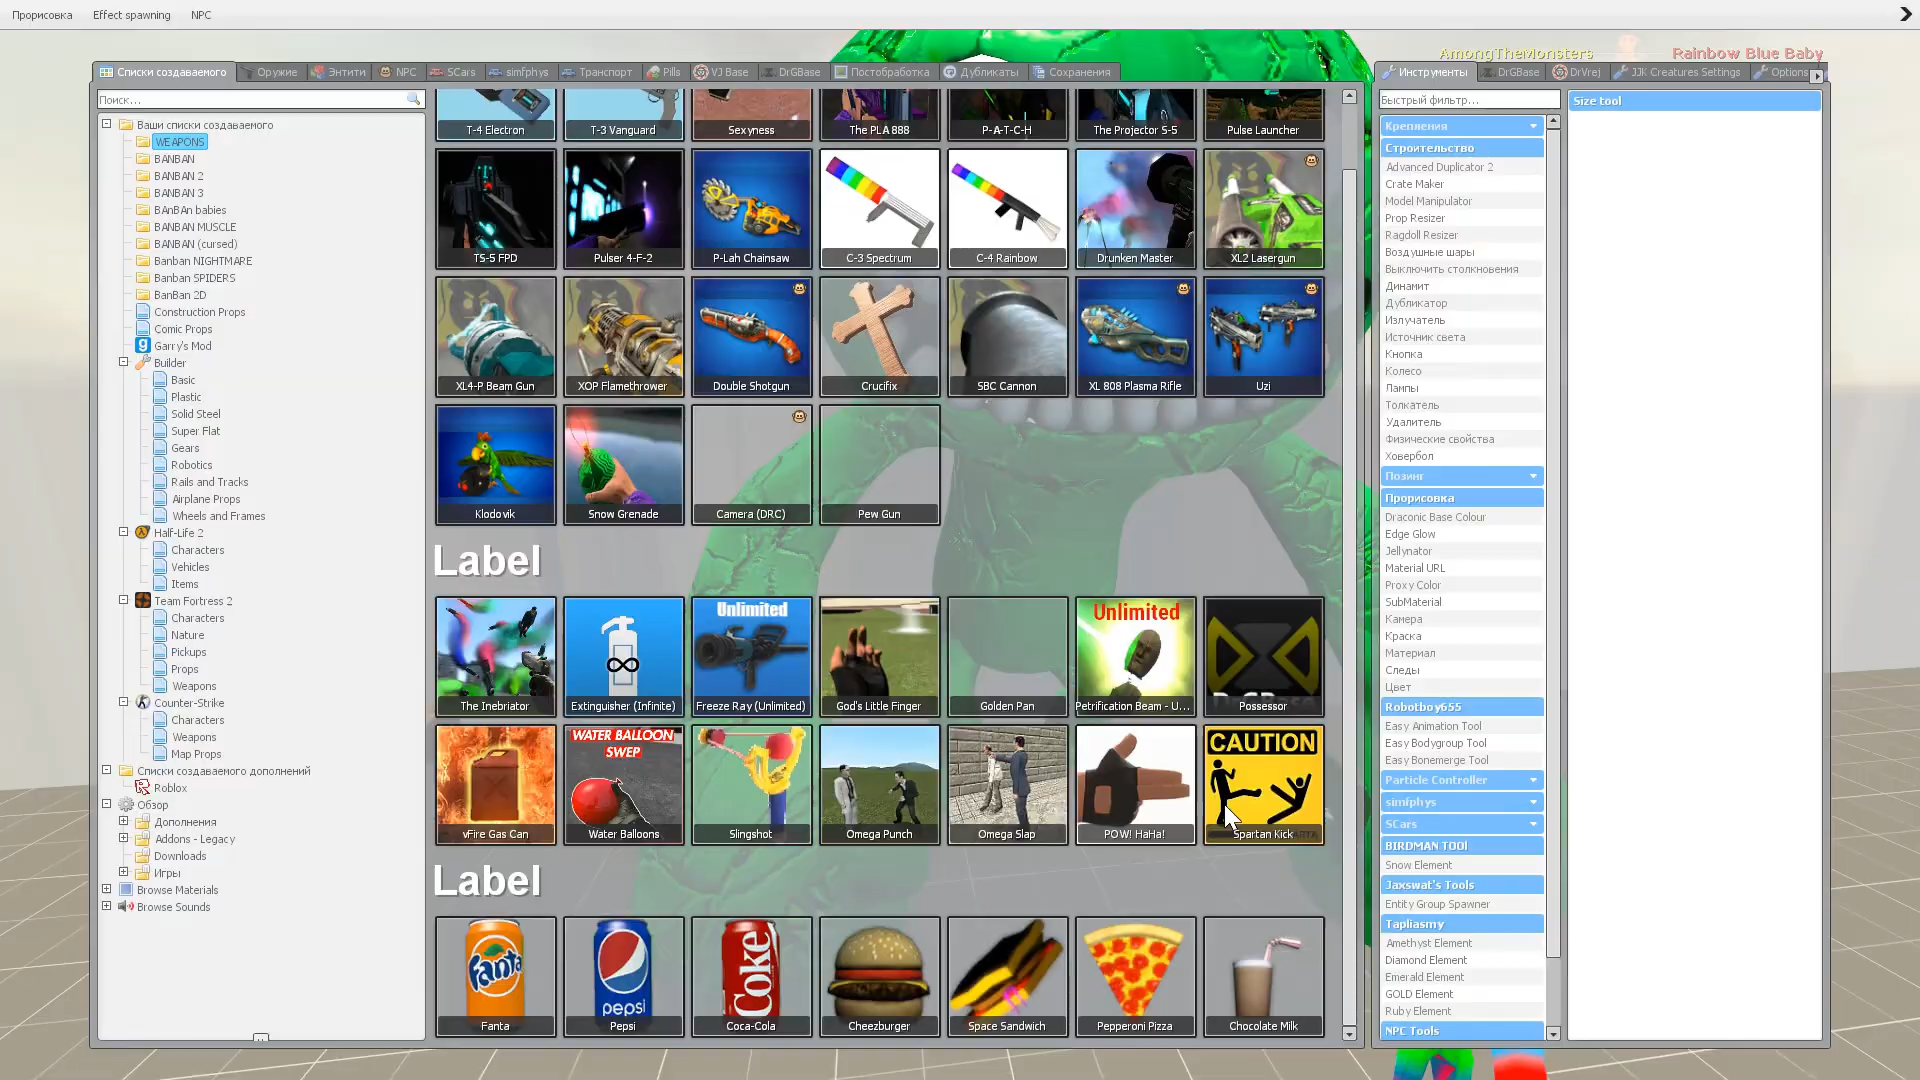 Прорисовка Effect spawning NPC
AmongTheMonsters Rainbow Blue Baby
Списки создаваемого Оружие Энтити NPC SCars simfphys Транспорт Pills VJ Base DrGBase Постобработка Дубликаты Сохранения
Инструменты DrGBase DrVrej JJK Creatures Settings Options
Поиск...
Ваши списки создаваемого
WEAPONS
BANBAN
BANBAN 2
BANBAN 3
BAnBAn babies
BANBAN MUSCLE
BANBAN (cursed)
Banban NIGHTMARE
Banban SPIDERS
BanBan 2D
Construction Props
Comic Props
Garry's Mod
Builder
Basic
Plastic
Solid Steel
Super Flat
Gears
Robotics
Rails and Tracks
Airplane Props
Wheels and Frames
Half-Life 2
Characters
Vehicles
Items
Team Fortress 2
Characters
Nature
Pickups
Props
Weapons
Counter-Strike
Characters
Weapons
Map Props
Списки создаваемого дополнений
Roblox
Обзор
Дополнения
Addons - Legacy
Downloads
Игры
Browse Materials
Browse Sounds
T-4 Electron T-3 Vanguard Sexyness The PLA 888 P-A-T-C-H The Projector S-5 Pulse Launcher
TS-5 FPD Pulser 4-F-2 P-Lah Chainsaw C-3 Spectrum C-4 Rainbow Drunken Master XL2 Lasergun
XL4-P Beam Gun XOP Flamethrower Double Shotgun Crucifix SBC Cannon XL 808 Plasma Rifle Uzi
Klodovik Snow Grenade Camera (DRC) Pew Gun
Label
Unlimited Unlimited
The Inebriator Extinguisher (Infinite) Freeze Ray (Unlimited) God's Little Finger Golden Pan Petrification Beam - U... Possessor
WATER BALLOON SWEP CAUTION
vFire Gas Can Water Balloons Slingshot Omega Punch Omega Slap POW! HaHa! Spartan Kick
Label
Fanta pepsi Coke
Fanta Pepsi Coca-Cola Cheezburger Space Sandwich Pepperoni Pizza Chocolate Milk
Быстрый фильтр...
Крепления
Строительство
Advanced Duplicator 2
Crate Maker
Model Manipulator
Prop Resizer
Ragdoll Resizer
Воздушные шары
Выключить столкновения
Динамит
Дубликатор
Излучатель
Источник света
Кнопка
Колесо
Лампы
Толкатель
Удалитель
Физические свойства
Ховербол
Позинг
Прорисовка
Draconic Base Colour
Edge Glow
Jellynator
Material URL
Proxy Color
SubMaterial
Камера
Краска
Материал
Следы
Цвет
Robotboy655
Easy Animation Tool
Easy Bodygroup Tool
Easy Bonemerge Tool
Particle Controller
simfphys
SCars
BIRDMAN TOOl
Snow Element
Jaxswat's Tools
Entity Group Spawner
Tapliasmy
Amethyst Element
Diamond Element
Emerald Element
GOLD Element
Ruby Element
NPC Tools
Size tool